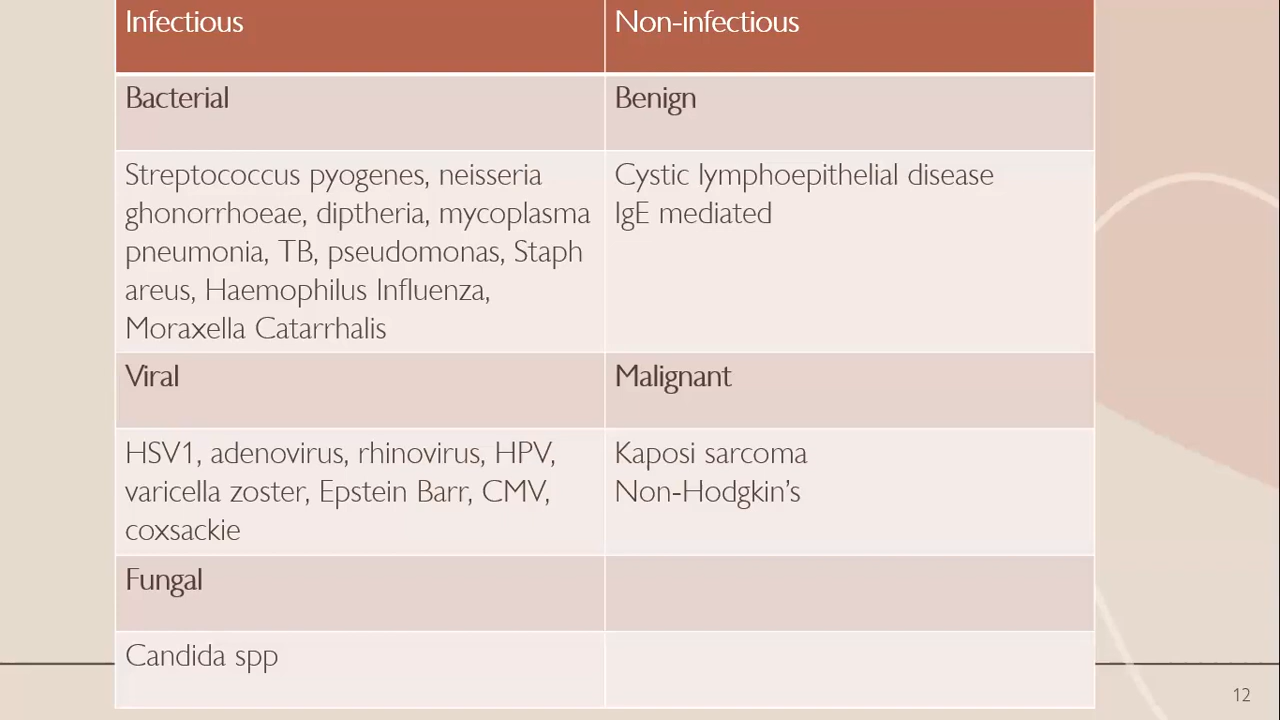 Infectious
Non-infectious
Bacterial
Benign
Streptococcus pyogenes, neisseria
ghonorrhoeae, diptheria, mycoplasma
pneumonia, TB, pseudomonas, Staph
areus, Haemophilus Influenza,
Moraxella Catarrhalis
Cystic lymphoepithelial disease
IgE mediated
Viral
Malignant
HSV1, adenovirus, rhinovirus, HPV,
varicella zoster, Epstein Barr, CMV,
coxsackie
Kaposi sarcoma
Non-Hodgkin's
Fungal
Candida spp
12